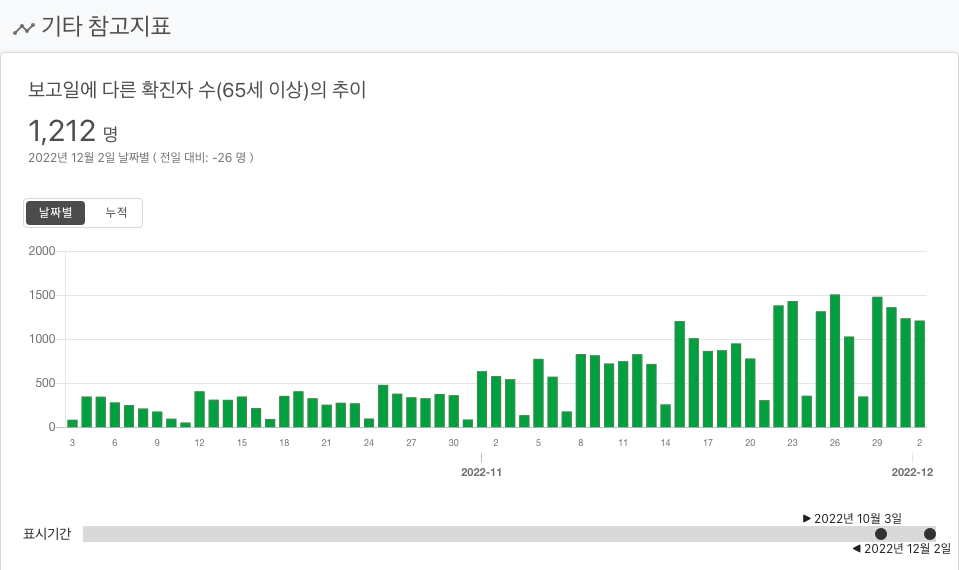 기타 참고지표
보고일에 다른 확진자 수(65세 이상)의 추이
1,212 명
2022년 12월 2일 날짜별 ( 전일 대비: -26 명 )
날짜별 누적
2000
1500
1000
500
0
3 6 9 12 15 18 21 24 27 30 2 5 8 11 14 17 20 23 26 29 2
2022-11 2022-12
▶ 2022년 10월 3일
표시기간
◀ 2022년 12월 2일